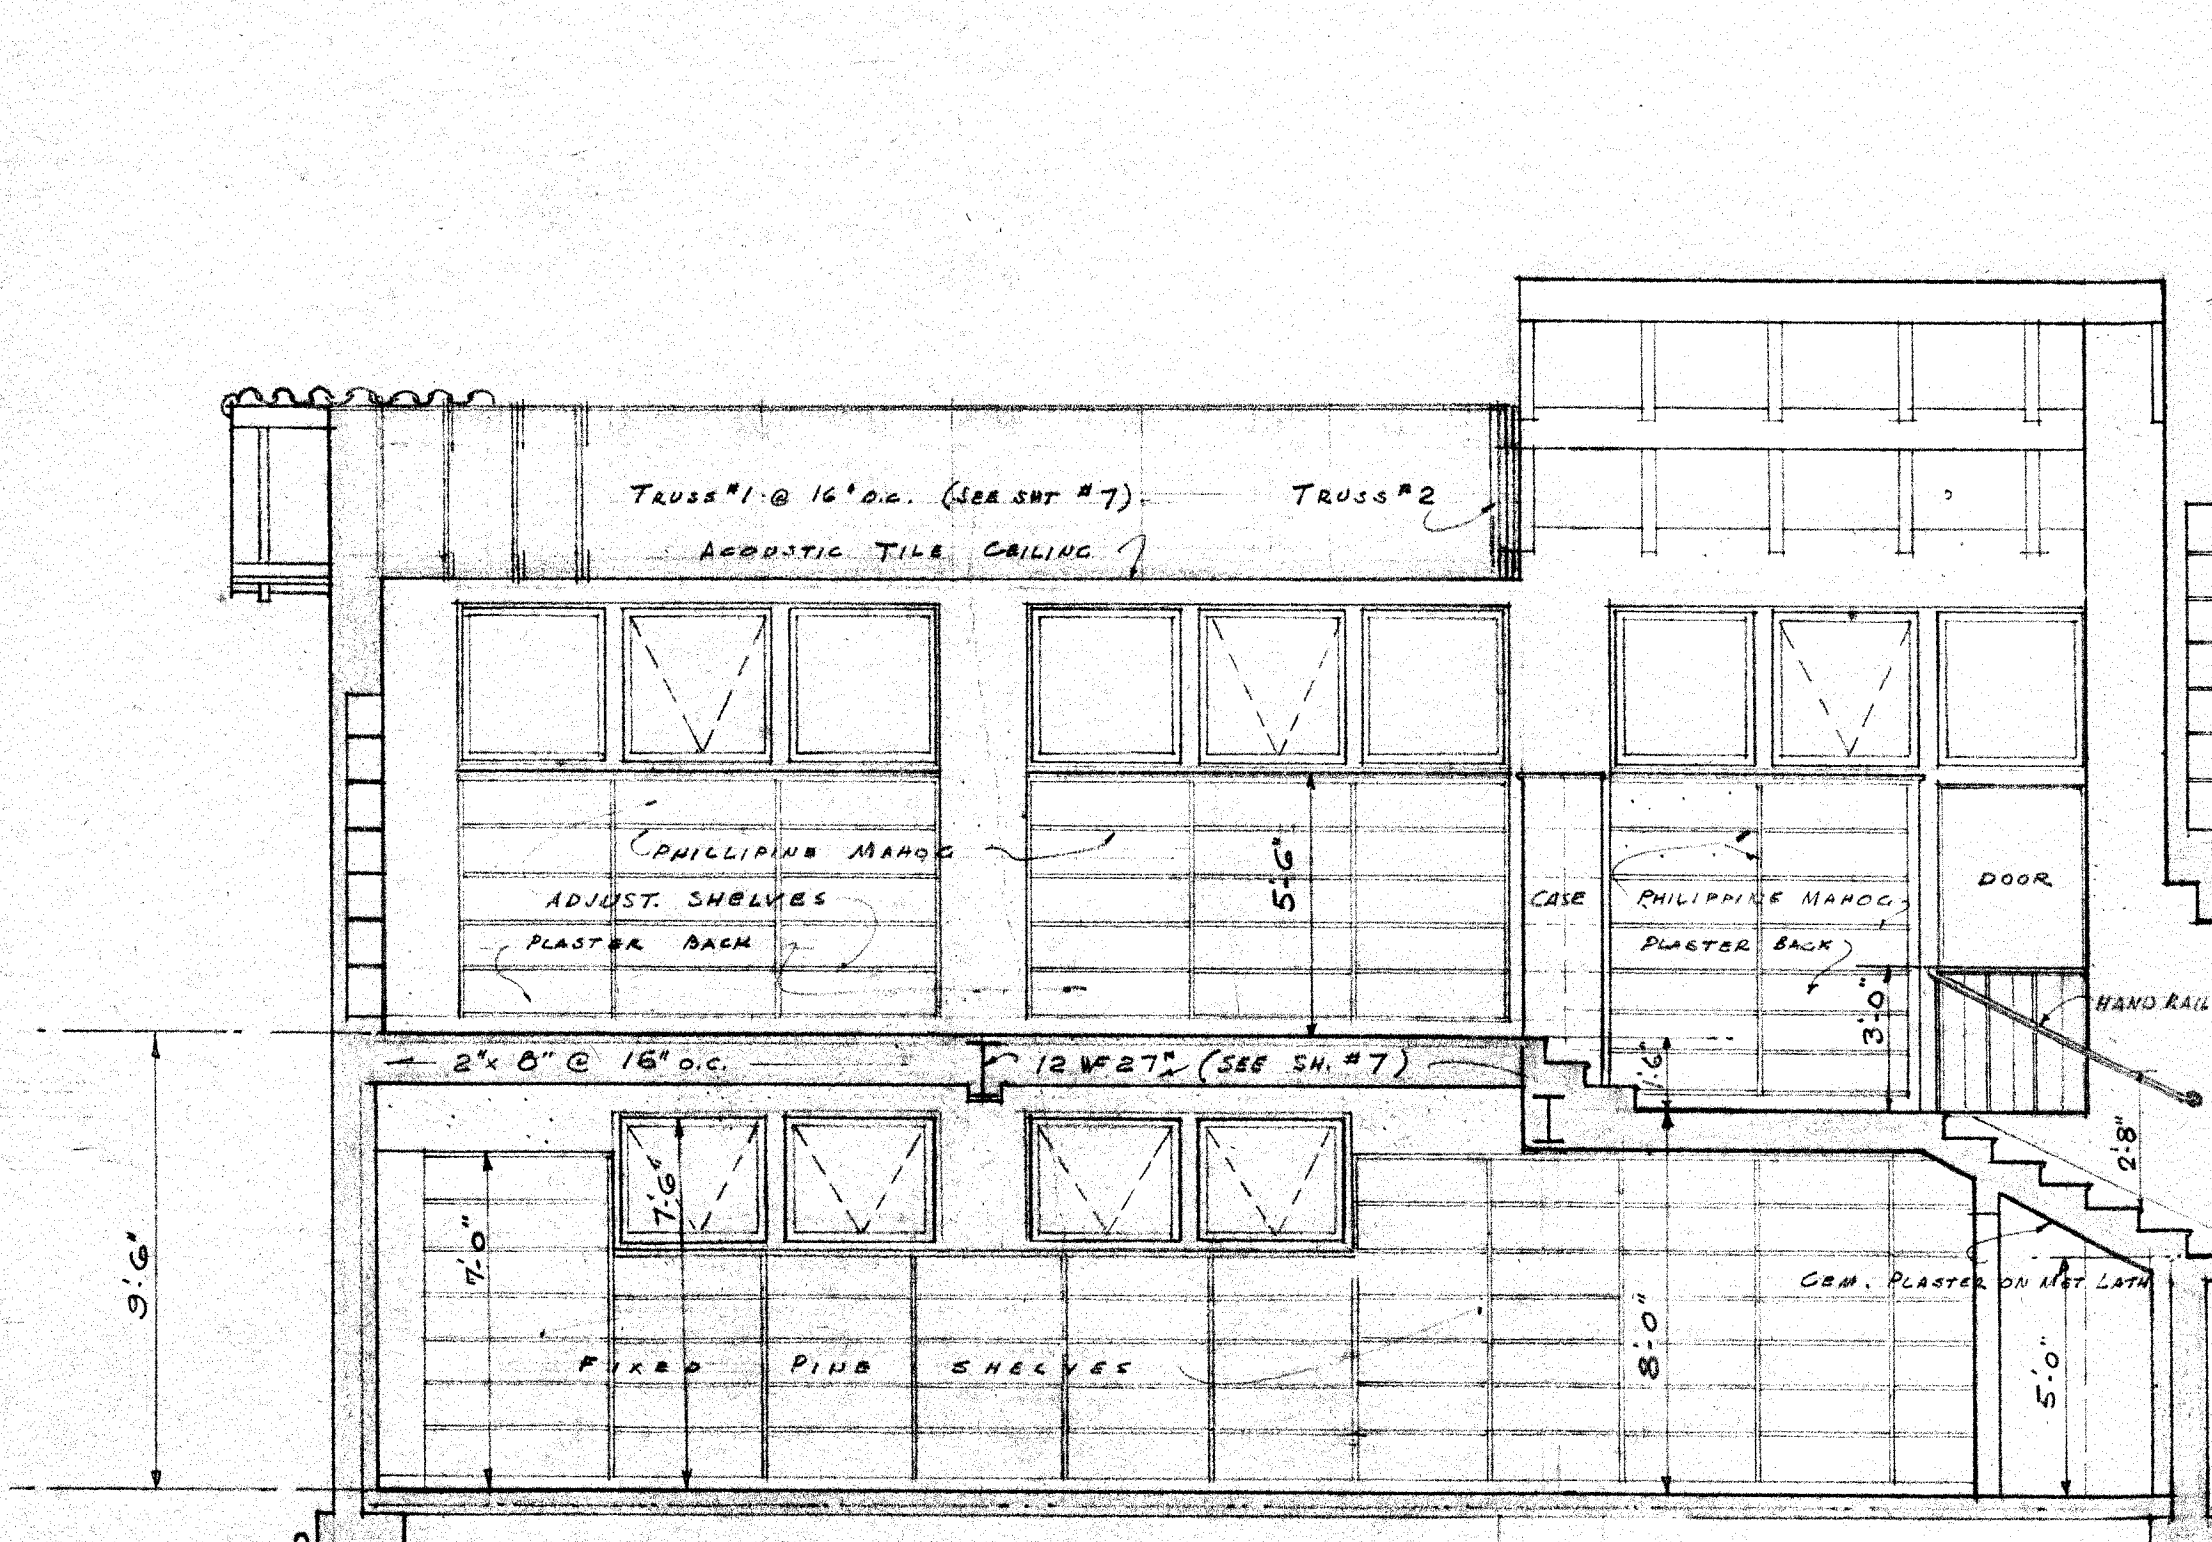 TRUSS #1 @ 16" O.C. (SEE SHT #7)
TRUSS #2
ACOUSTIC TILE CEILING
PHILLIPINE MAHOG
ADJUST. SHELVES
PLASTER BACK
5'-6"
CASE
PHILIPPINE MAHOG
PLASTER BACK
DOOR
3'-0"
HAND RAIL
2"x 8" @ 16" O.C.
12 WF 27# (SEE SH. #7)
1'-6"
2'-8"
9'-6"
7'-0"
7'-6"
8'-0"
CEM. PLASTER ON MET LATH
5'-0"
FIXED PINE SHELVES